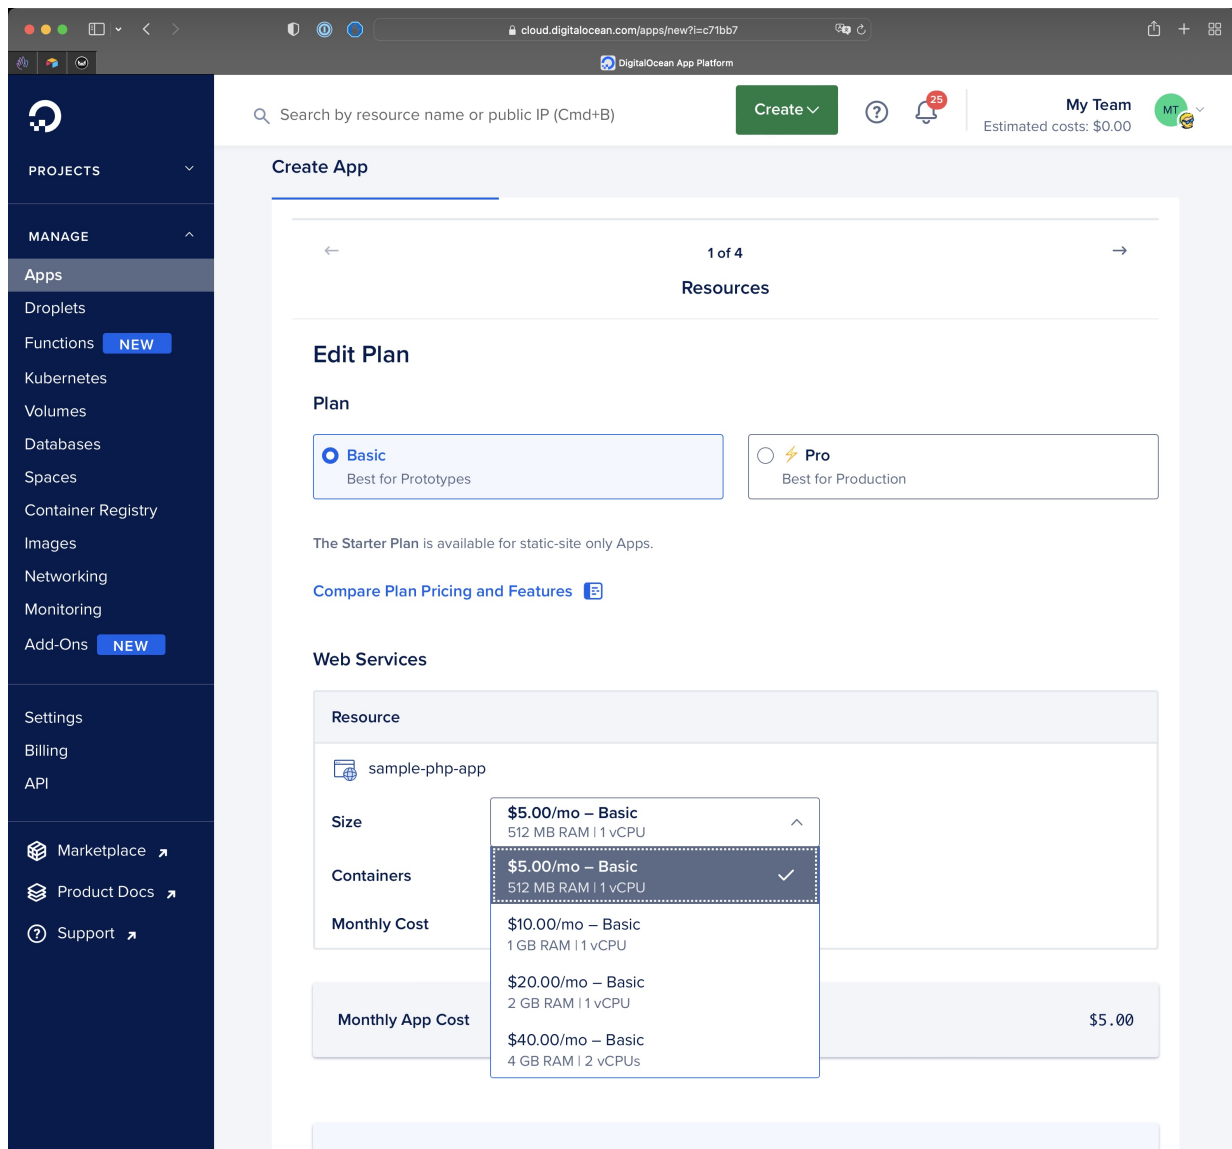 cloud.digitalocean.com/apps/new?i=c71bb7
DigitalOcean App Platform
Search by resource name or public IP (Cmd+B)
Create
25
My Team
Estimated costs: $0.00
MT
PROJECTS
MANAGE
Apps
Droplets
Functions NEW
Kubernetes
Volumes
Databases
Spaces
Container Registry
Images
Networking
Monitoring
Add-Ons NEW
Settings
Billing
API
Marketplace
Product Docs
Support
Create App
1 of 4
Resources
Edit Plan
Plan
Basic
Best for Prototypes
Pro
Best for Production
The Starter Plan is available for static-site only Apps.
Compare Plan Pricing and Features
Web Services
Resource
sample-php-app
Size
$5.00/mo – Basic
512 MB RAM | 1 vCPU
Containers
$5.00/mo – Basic
512 MB RAM | 1 vCPU
Monthly Cost
$10.00/mo – Basic
1 GB RAM | 1 vCPU
$20.00/mo – Basic
2 GB RAM | 1 vCPU
$40.00/mo – Basic
4 GB RAM | 2 vCPUs
Monthly App Cost
$5.00